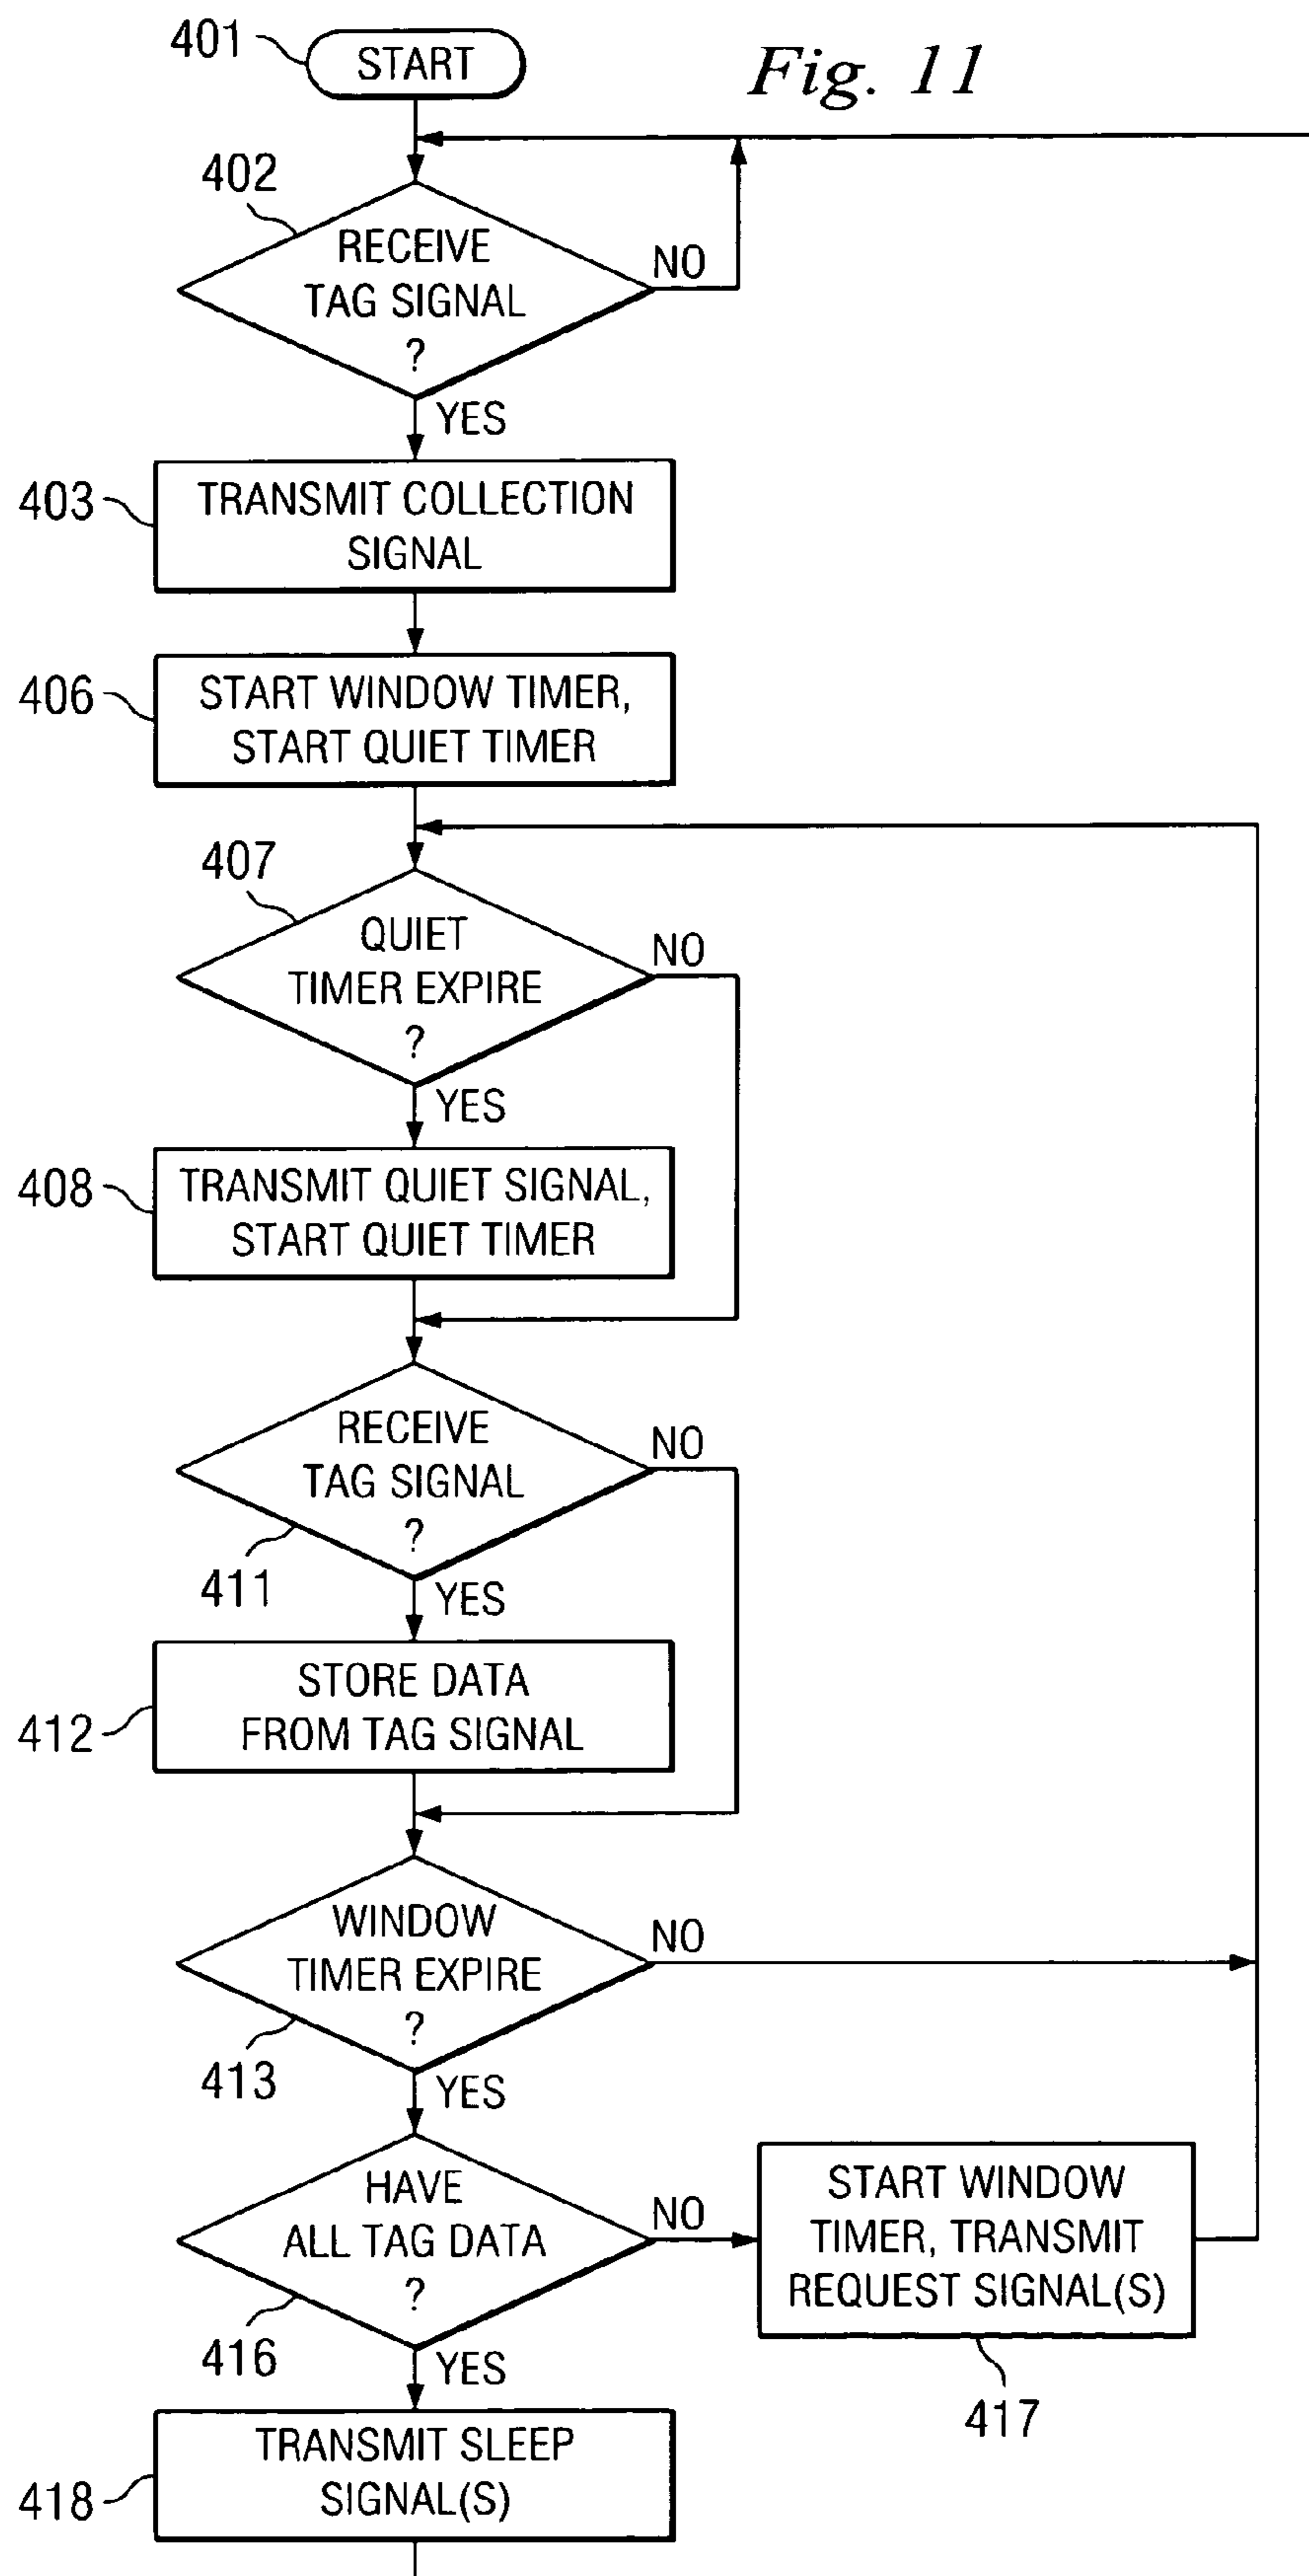 401
START
Fig. 11
402
RECEIVE
TAG SIGNAL
?
NO
YES
403
TRANSMIT COLLECTION
SIGNAL
406
START WINDOW TIMER,
START QUIET TIMER
407
QUIET
TIMER EXPIRE
?
NO
YES
408
TRANSMIT QUIET SIGNAL,
START QUIET TIMER
RECEIVE
TAG SIGNAL
?
NO
411
YES
412
STORE DATA
FROM TAG SIGNAL
WINDOW
TIMER EXPIRE
?
NO
413
YES
HAVE
ALL TAG DATA
?
NO
416
YES
START WINDOW
TIMER, TRANSMIT
REQUEST SIGNAL(S)
417
418
TRANSMIT SLEEP
SIGNAL(S)